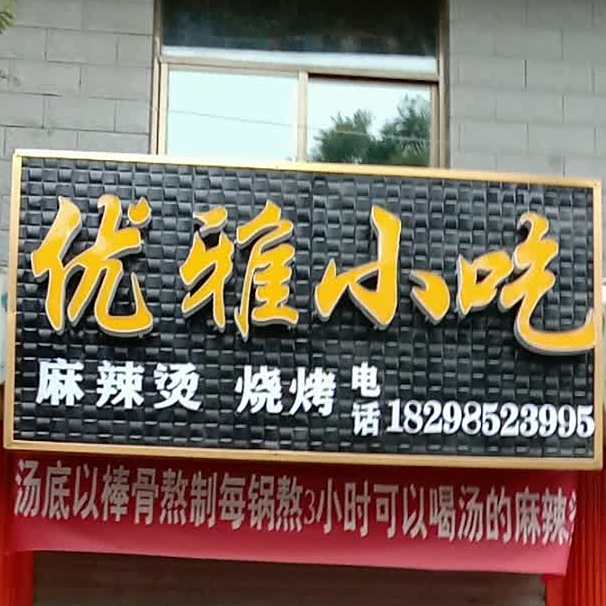 优雅小吃
麻辣烫 烧烤 电话 18298523995
汤底以棒骨熬制每锅熬3小时可以喝汤的麻辣